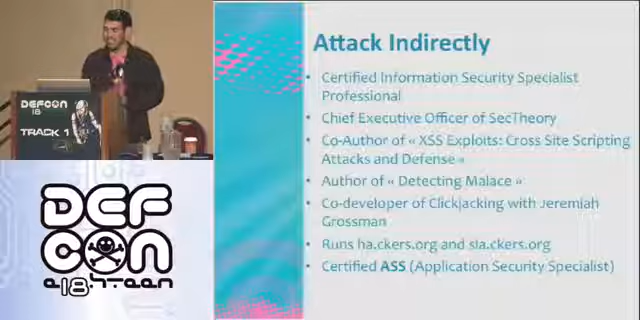 DEFCON
18
TRACK 1
DEF
CON
e18h-teen
Attack Indirectly
• Certified Information Security Specialist
Professional
• Chief Executive Officer of SecTheory
• Co-Author of « XSS Exploits: Cross Site Scripting
Attacks and Defense »
• Author of « Detecting Malace »
• Co-developer of Clickjacking with Jeremiah
Grossman
• Runs ha.ckers.org and sla.ckers.org
• Certified ASS (Application Security Specialist)